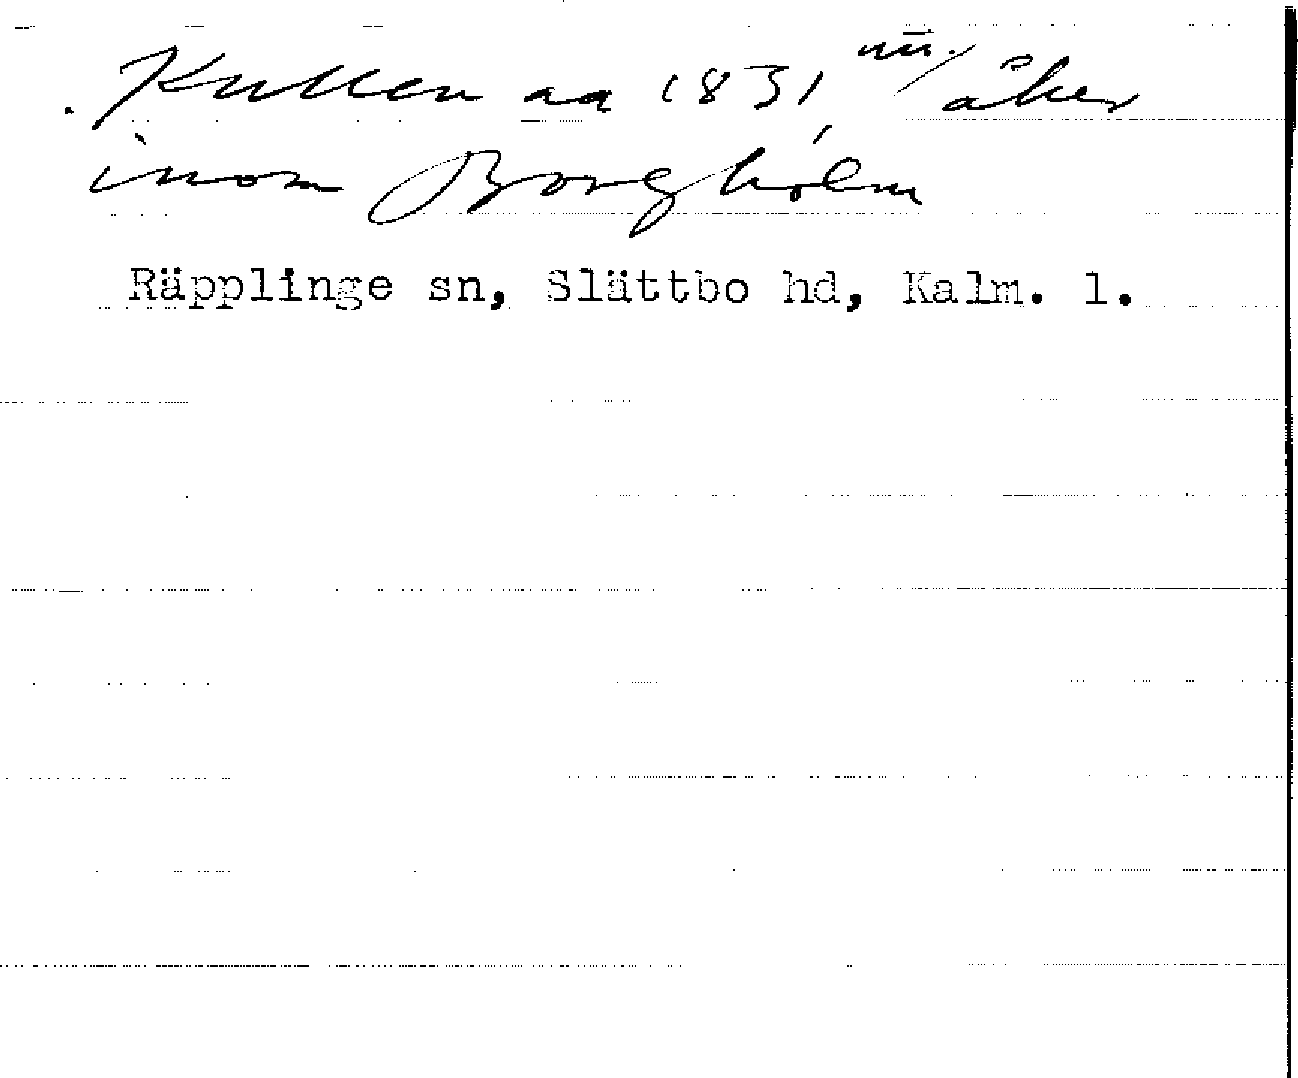 Kullen aa 1831 nu./åker
inom Borgholm
Räpplinge sn, Slättbo hd, Kalm. l.